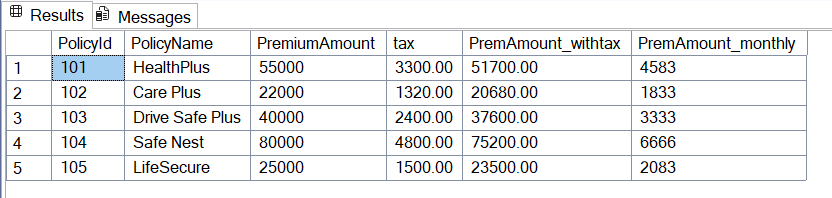 Results Messages
PolicyId PolicyName PremiumAmount tax PremAmount_withtax PremAmount_monthly
1 101 HealthPlus 55000 3300.00 51700.00 4583
2 102 Care Plus 22000 1320.00 20680.00 1833
3 103 Drive Safe Plus 40000 2400.00 37600.00 3333
4 104 Safe Nest 80000 4800.00 75200.00 6666
5 105 LifeSecure 25000 1500.00 23500.00 2083